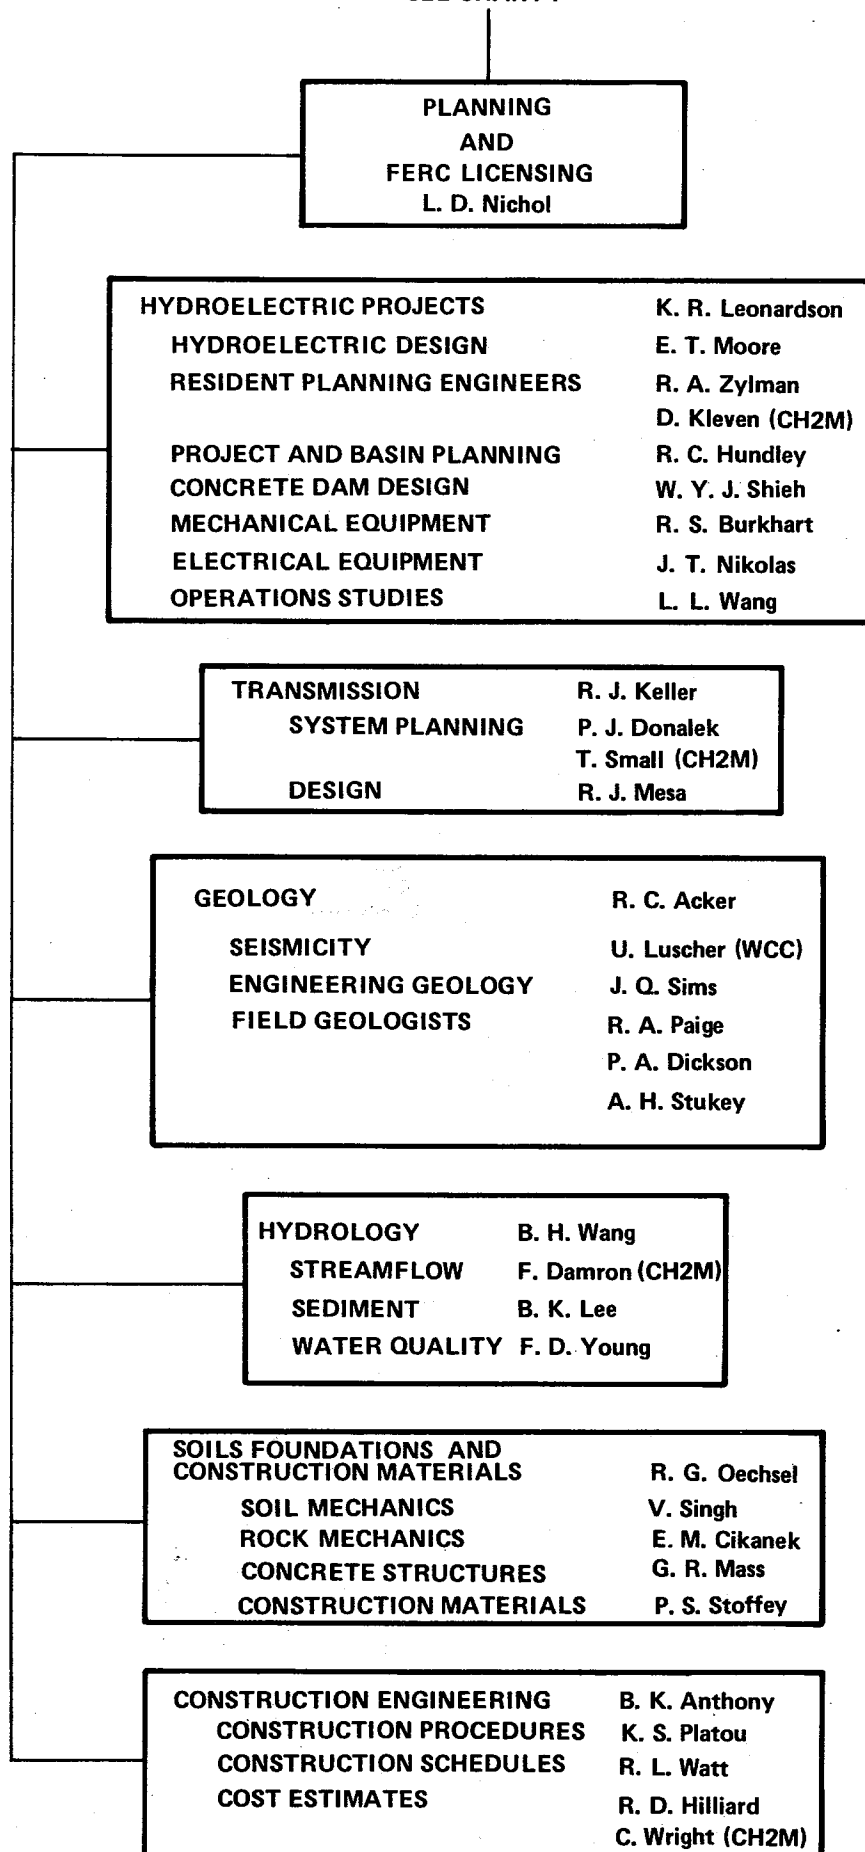 PLANNING
AND
FERC LICENSING
L. D. Nichol
HYDROELECTRIC PROJECTS K. R. Leonardson
HYDROELECTRIC DESIGN E. T. Moore
RESIDENT PLANNING ENGINEERS R. A. Zylman
D. Kleven (CH2M)
PROJECT AND BASIN PLANNING R. C. Hundley
CONCRETE DAM DESIGN W. Y. J. Shieh
MECHANICAL EQUIPMENT R. S. Burkhart
ELECTRICAL EQUIPMENT J. T. Nikolas
OPERATIONS STUDIES L. L. Wang
TRANSMISSION R. J. Keller
SYSTEM PLANNING P. J. Donalek
T. Small (CH2M)
DESIGN R. J. Mesa
GEOLOGY R. C. Acker
SEISMICITY U. Luscher (WCC)
ENGINEERING GEOLOGY J. Q. Sims
FIELD GEOLOGISTS R. A. Paige
P. A. Dickson
A. H. Stukey
HYDROLOGY B. H. Wang
STREAMFLOW F. Damron (CH2M)
SEDIMENT B. K. Lee
WATER QUALITY F. D. Young
SOILS FOUNDATIONS AND
CONSTRUCTION MATERIALS R. G. Oechsel
SOIL MECHANICS V. Singh
ROCK MECHANICS E. M. Cikanek
CONCRETE STRUCTURES G. R. Mass
CONSTRUCTION MATERIALS P. S. Stoffey
CONSTRUCTION ENGINEERING B. K. Anthony
CONSTRUCTION PROCEDURES K. S. Platou
CONSTRUCTION SCHEDULES R. L. Watt
COST ESTIMATES R. D. Hilliard
C. Wright (CH2M)